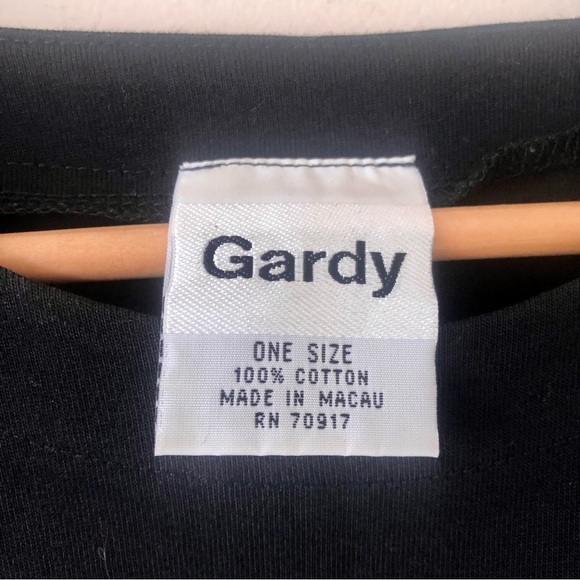 Gardy
ONE SIZE
100% COTTON
MADE IN MACAU
RN 70917